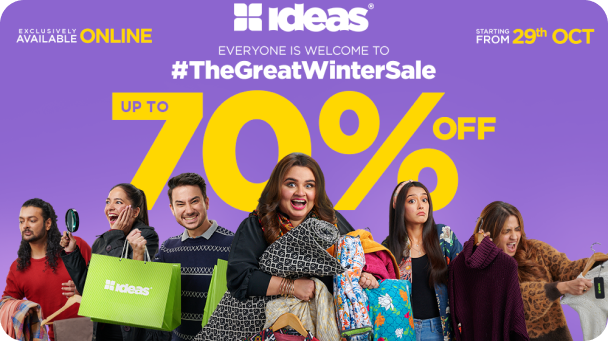 ideas®
EXCLUSIVELY
AVAILABLE ONLINE
STARTING
FROM 29th OCT
EVERYONE IS WELCOME TO
#TheGreatWinterSale
UP TO
70%
OFF
ideas